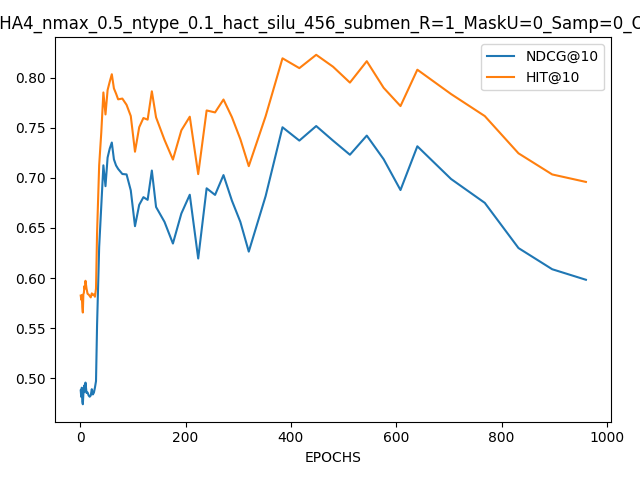 HA4_nmax_0.5_ntype_0.1_hact_silu_456_submen_R=1_MaskU=0_Samp=0_C
NDCG@10
HIT@10
0.80
0.75
0.70
0.65
0.60
0.55
0.50
0 200 400 600 800 1000
EPOCHS